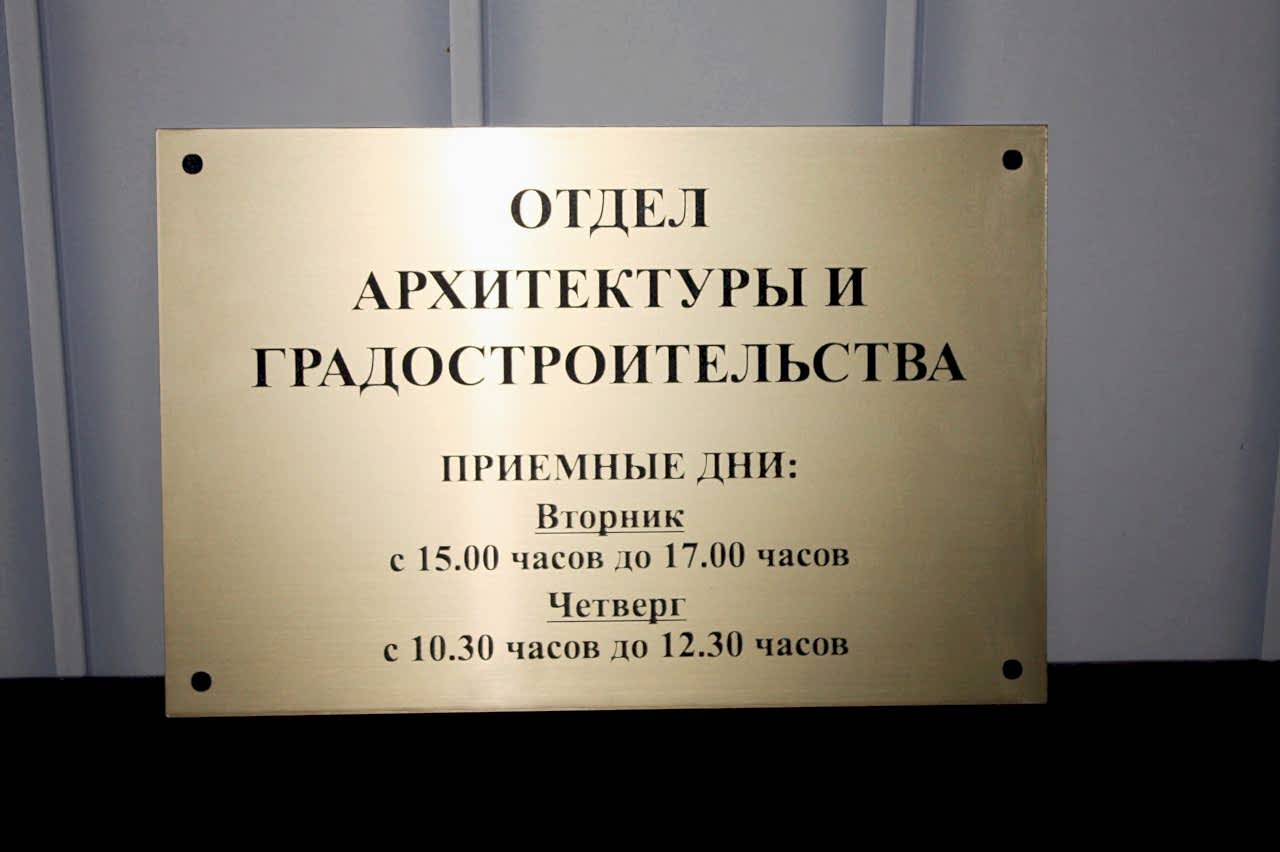 ОТДЕЛ
АРХИТЕКТУРЫ И
ГРАДОСТРОИТЕЛЬСТВА
ПРИЕМНЫЕ ДНИ:
Вторник
с 15.00 часов до 17.00 часов
Четверг
с 10.30 часов до 12.30 часов